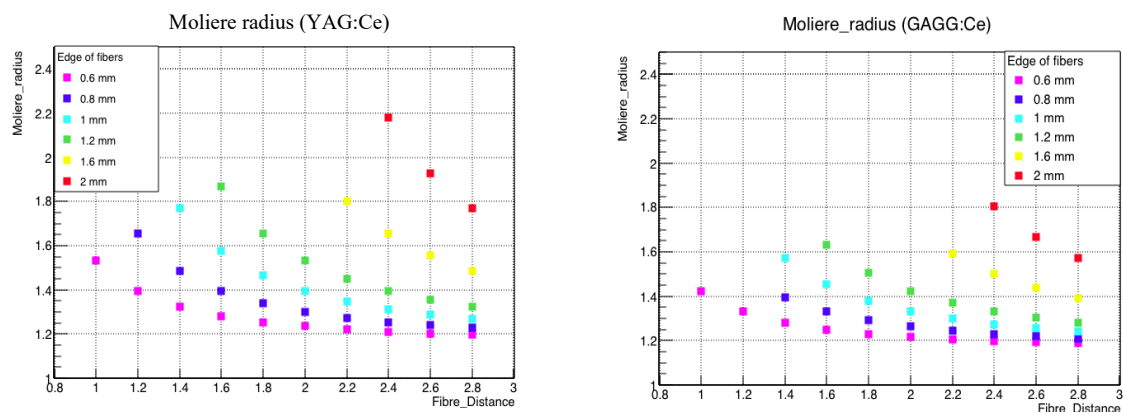 Moliere radius (YAG:Ce)
Moliere_radius
2.4
2.2
2
1.8
1.6
1.4
1.2
1
Edge of fibers
0.6 mm
0.8 mm
1 mm
1.2 mm
1.6 mm
2 mm
0.8 1 1.2 1.4 1.6 1.8 2 2.2 2.4 2.6 2.8 3
Fibre_Distance
Moliere_radius (GAGG:Ce)
Moliere_radius
2.4
2.2
2
1.8
1.6
1.4
1.2
1
Edge of fibers
0.6 mm
0.8 mm
1 mm
1.2 mm
1.6 mm
2 mm
0.8 1 1.2 1.4 1.6 1.8 2 2.2 2.4 2.6 2.8 3
Fibre_Distance